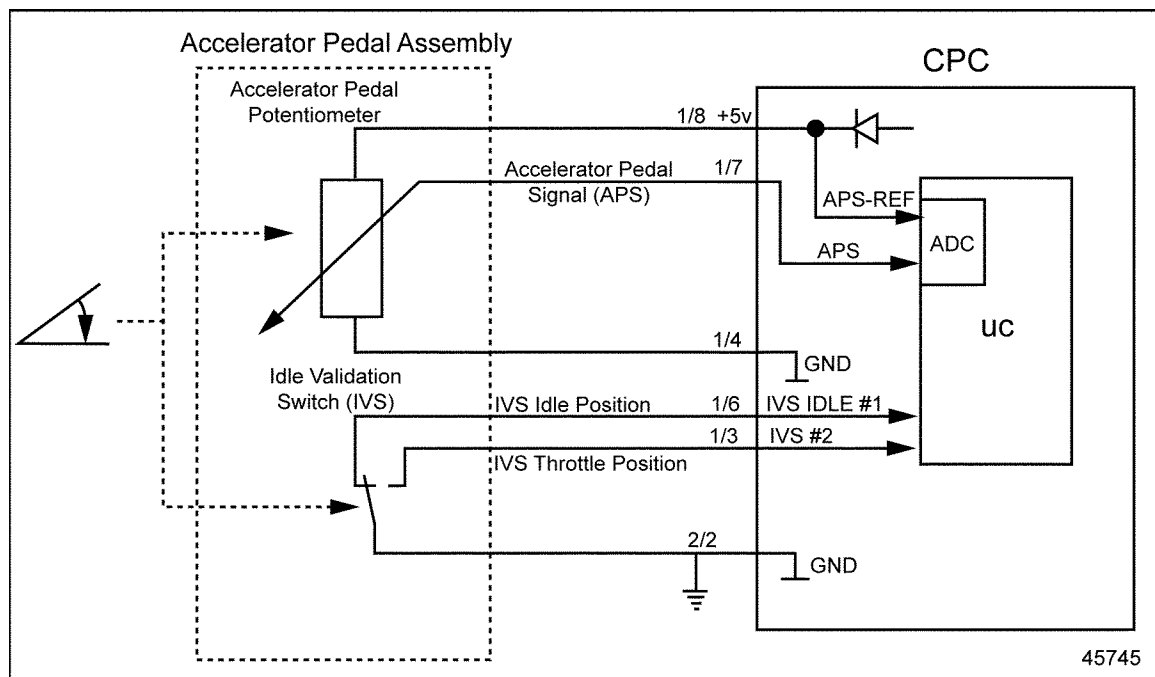 Accelerator Pedal Assembly
CPC
Accelerator Pedal
Potentiometer
1/8 +5v
Accelerator Pedal
Signal (APS)
1/7
APS-REF
ADC
APS
uc
1/4
GND
Idle Validation
Switch (IVS)
IVS Idle Position
1/6
IVS IDLE #1
1/3
IVS #2
IVS Throttle Position
2/2
GND
45745